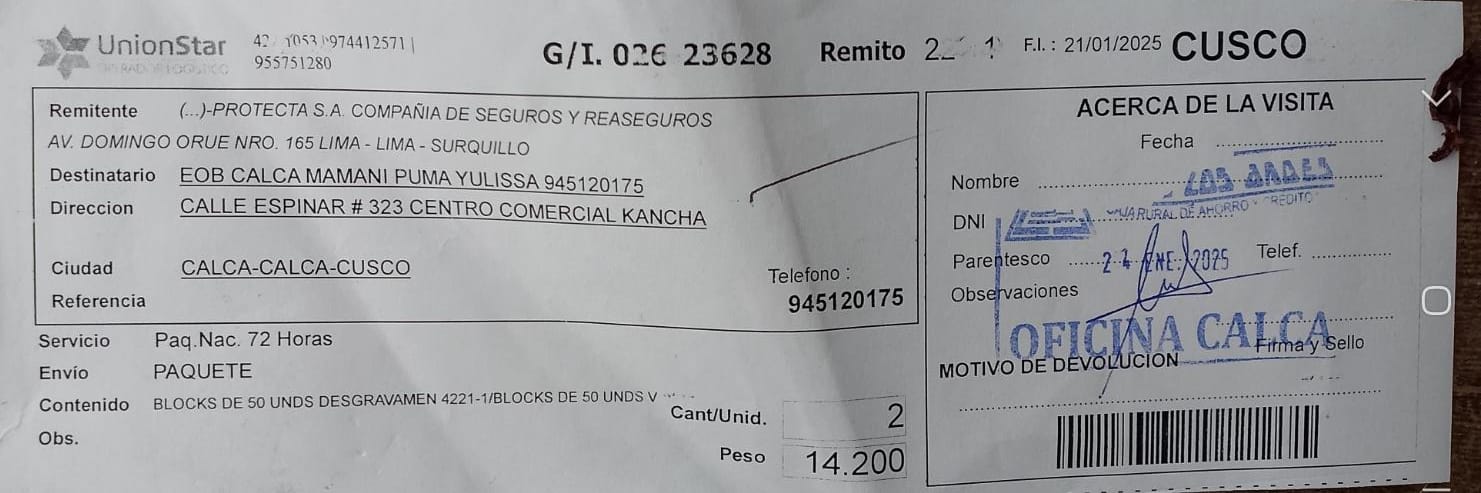 UnionStar
OPERADOR LOGISTICO
974412571
955751280
G/I. 026 23628
Remito
F.I.: 21/01/2025
CUSCO
Remitente (...)-PROTECTA S.A. COMPAÑIA DE SEGUROS Y REASEGUROS
AV. DOMINGO ORUE NRO. 165 LIMA - LIMA - SURQUILLO
Destinatario EOB CALCA MAMANI PUMA YULISSA 945120175
Direccion CALLE ESPINAR # 323 CENTRO COMERCIAL KANCHA
Ciudad CALCA-CALCA-CUSCO
Telefono :
Referencia
945120175
Servicio Paq.Nac. 72 Horas
Envío PAQUETE
Contenido BLOCKS DE 50 UNDS DESGRAVAMEN 4221-1/BLOCKS DE 50 UNDS V
Obs.
Cant/Unid. 2
Peso 14.200
ACERCA DE LA VISITA
Fecha
Nombre
LOS ANDES
DNI
RURAL DE AHORRO Y CREDITO
Parentesco
24 ENE. 2025
Telef.
Observaciones
OFICINA CALCA
Firma y Sello
MOTIVO DE DEVOLUCION